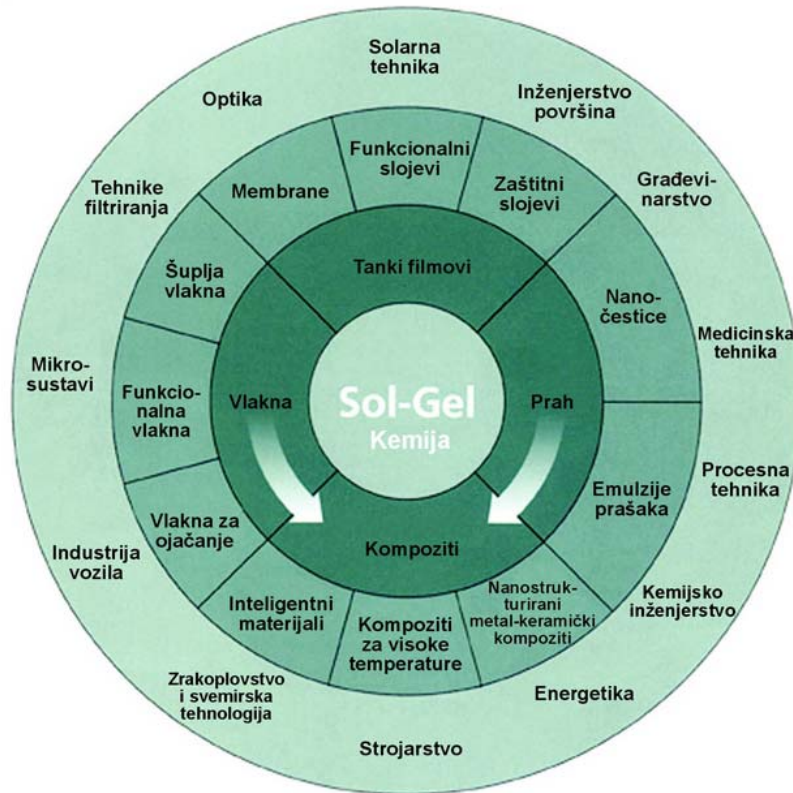 Solarna
tehnika
Inženjerstvo
površina
Građevi-
narstvo
Medicinska
tehnika
Procesna
tehnika
Kemijsko
inženjerstvo
Energetika
Strojarstvo
Zrakoplovstvo
i svemirska
tehnologija
Industrija
vozila
Mikro-
sustavi
Tehnike
filtriranja
Optika
Funkcionalni
slojevi
Zaštitni
slojevi
Nano-
čestice
Emulzije
prašaka
Nanostruk-
turirani
metal-keramički
kompoziti
Kompoziti
za visoke
temperature
Inteligentni
materijali
Vlakna za
ojačanje
Funkcio-
nalna
vlakna
Šuplja
vlakna
Membrane
Tanki filmovi
Prah
Kompoziti
Vlakna
Sol-Gel
Kemija